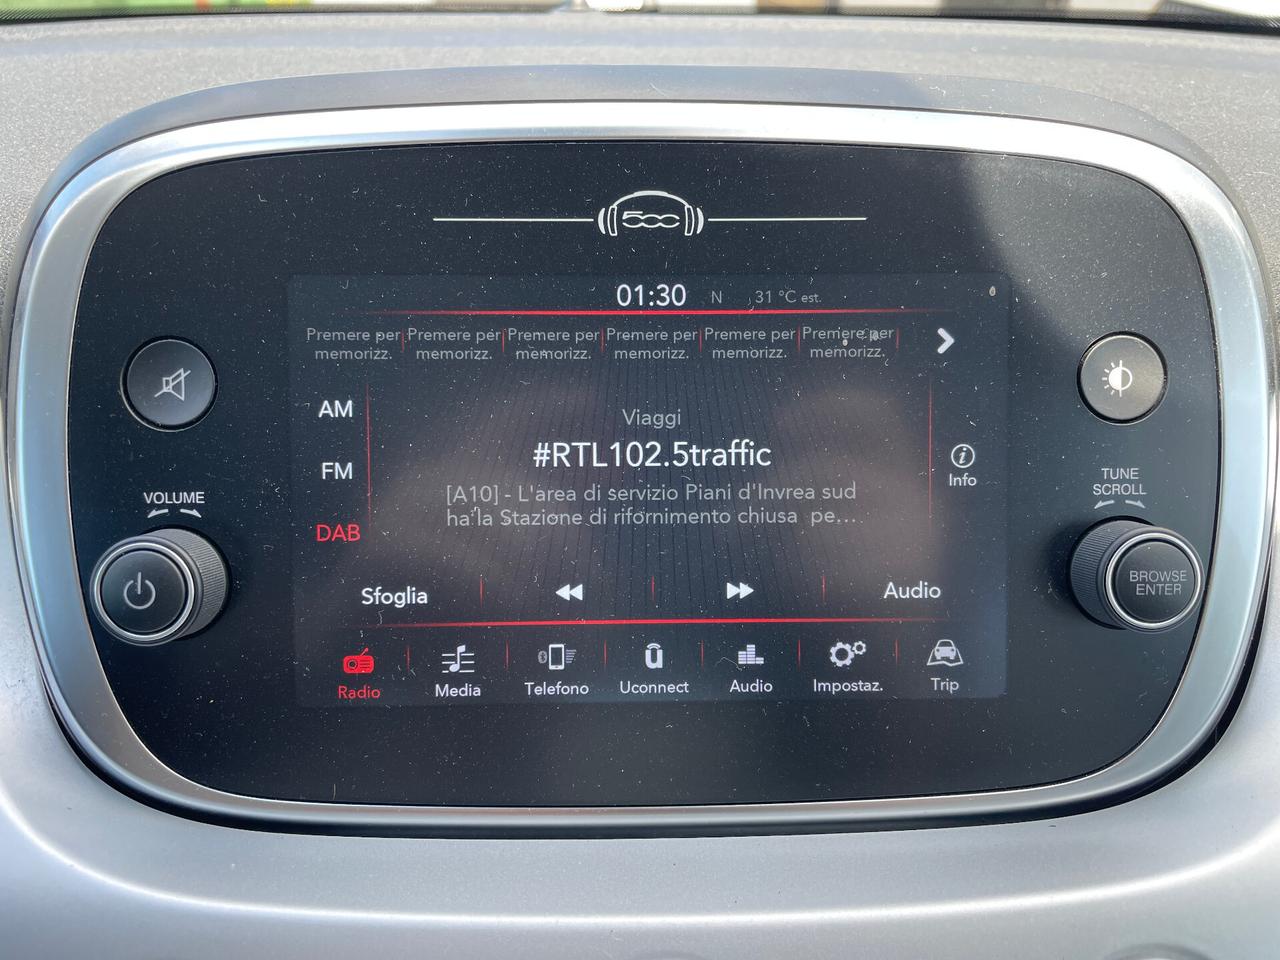 500
01:30 N 31 °C est.
Premere per memorizz.
Premere per memorizz.
Premere per memorizz.
Premere per memorizz.
Premere per memorizz.
Premere per memorizz.
AM
FM
DAB
Viaggi
#RTL102.5traffic
[A10] - L'area di servizio Piani d'Invrea sud
ha la Stazione di rifornimento chiusa pe...
Info
VOLUME
TUNE
SCROLL
BROWSE
ENTER
Sfoglia
Audio
Radio
Media
Telefono
Uconnect
Audio
Impostaz.
Trip